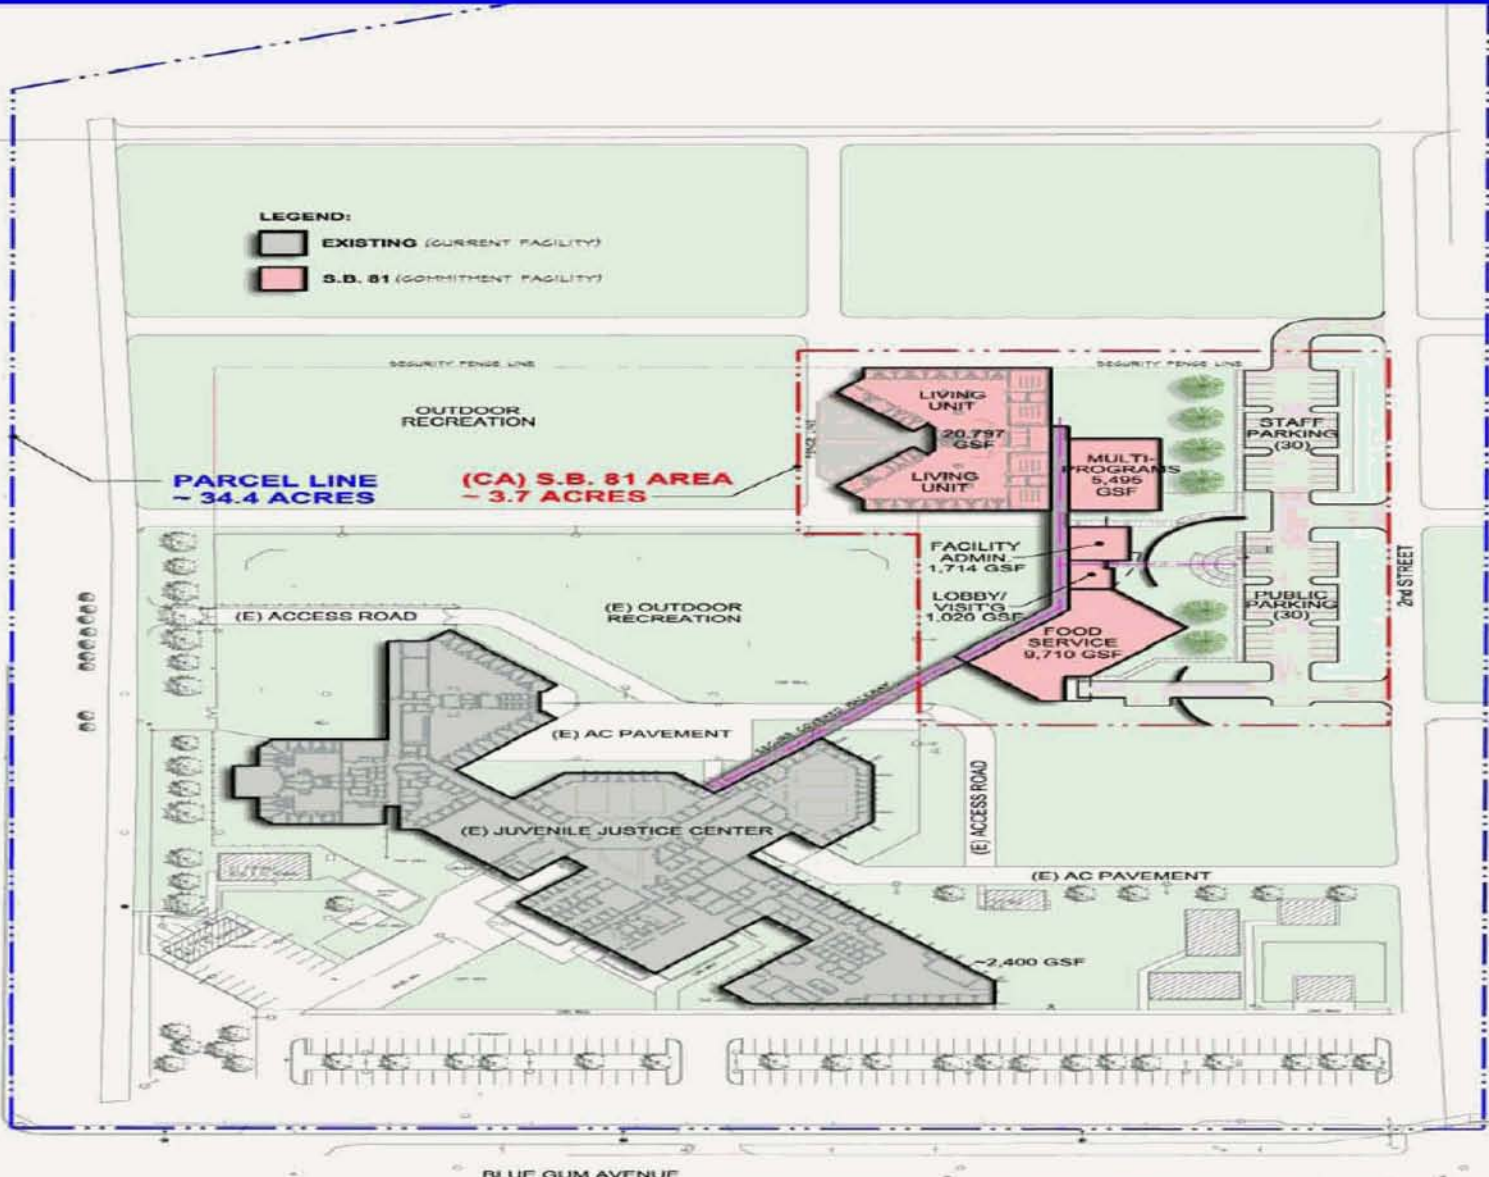 LEGEND:
EXISTING (CURRENT FACILITY)
S.B. 81 (COMMITMENT FACILITY)
SECURITY FENCE LINE
SECURITY FENCE LINE
OUTDOOR
RECREATION
LIVING
UNIT
20,797
GSF
LIVING
UNIT
MULTI-
PROGRAMS
5,495
GSF
STAFF
PARKING
(30)
PARCEL LINE
~ 34.4 ACRES
(CA) S.B. 81 AREA
~ 3.7 ACRES
FENCE LINE
FACILITY
ADMIN.
1,714 GSF
LOBBY/
VISIT'G
1,020 GSF
FOOD
SERVICE
9,710 GSF
PUBLIC
PARKING
(30)
2nd STREET
(E) ACCESS ROAD
(E) OUTDOOR
RECREATION
(E) AC PAVEMENT
(E) JUVENILE JUSTICE CENTER
(E) ACCESS ROAD
(E) AC PAVEMENT
~2,400 GSF
BLUE GUM AVENUE